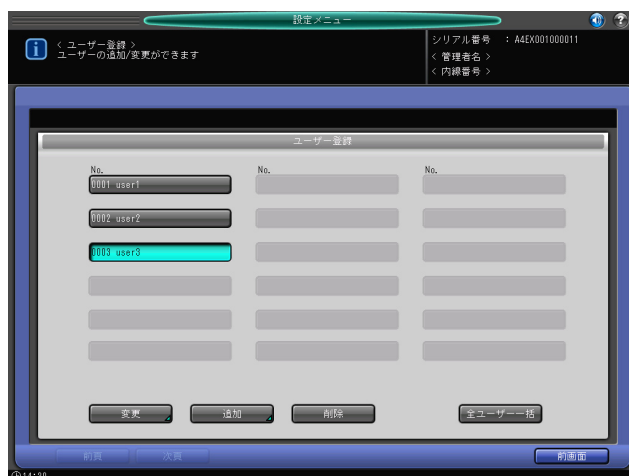 設定メニュー
< ユーザー登録 >
ユーザーの追加/変更ができます
シリアル番号 : A4EX001000011
< 管理者名 >
< 内線番号 >
ユーザー登録
No. No. No.
0001 user1
0002 user2
0003 user3
変更 追加 削除 全ユーザー一括
前頁 次頁 前画面
14:20